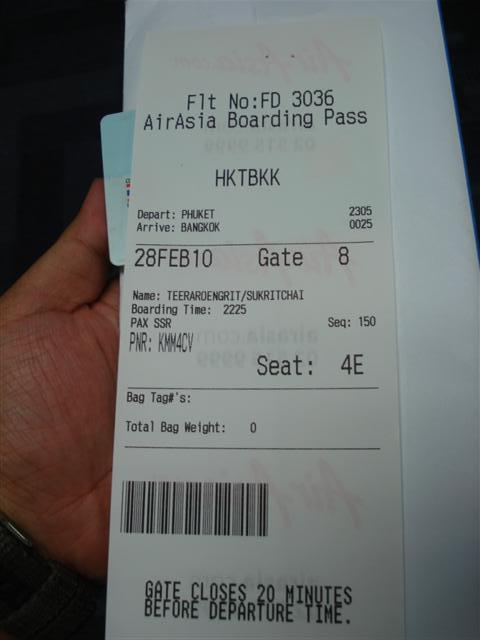 Flt No:FD 3036
AirAsia Boarding Pass
HKTBKK
Depart: PHUKET 2305
Arrive: BANGKOK 0025
28FEB10 Gate 8
Name: TEERAROENGRIT/SUKRITCHAI
Boarding Time: 2225
PAX SSR Seq: 150
PNR: KMM4CV
Seat: 4E
Bag Tag#'s:
Total Bag Weight: 0
GATE CLOSES 20 MINUTES
BEFORE DEPARTURE TIME.